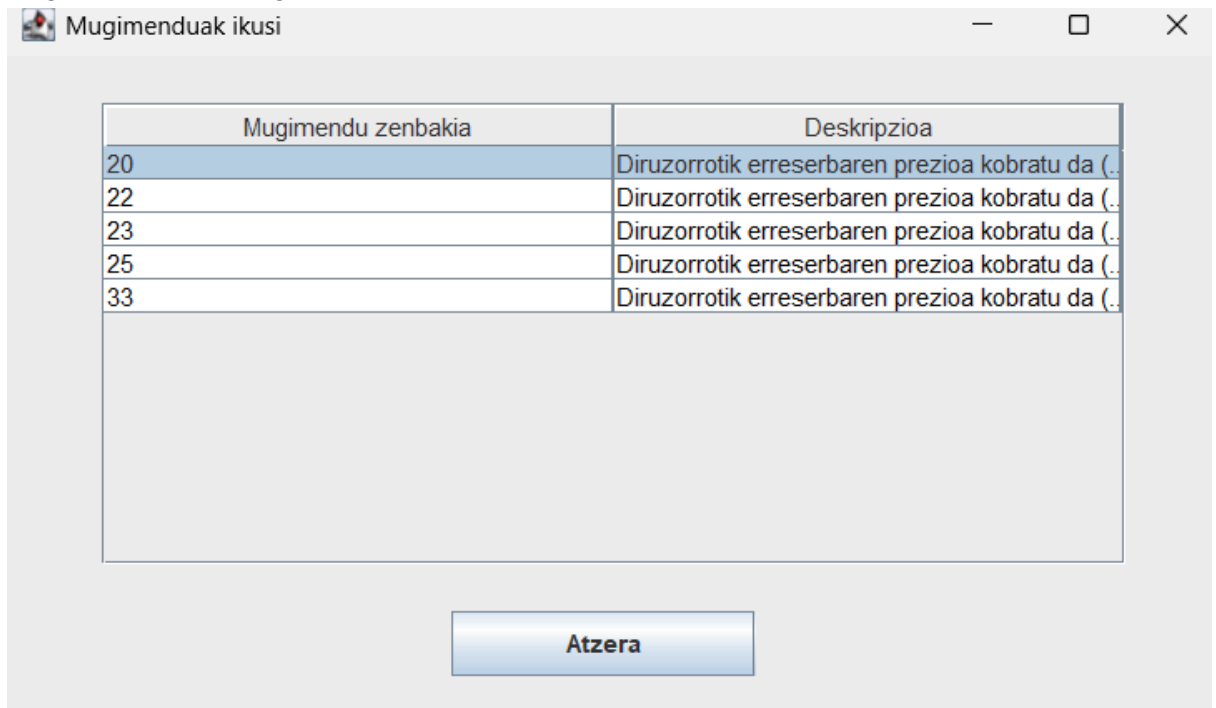 Mugimenduak ikusi
Mugimendu zenbakia Deskripzioa
20 Diruzorrotik erreserbaren prezioa kobratu da (..
22 Diruzorrotik erreserbaren prezioa kobratu da (..
23 Diruzorrotik erreserbaren prezioa kobratu da (..
25 Diruzorrotik erreserbaren prezioa kobratu da (..
33 Diruzorrotik erreserbaren prezioa kobratu da (..
Atzera